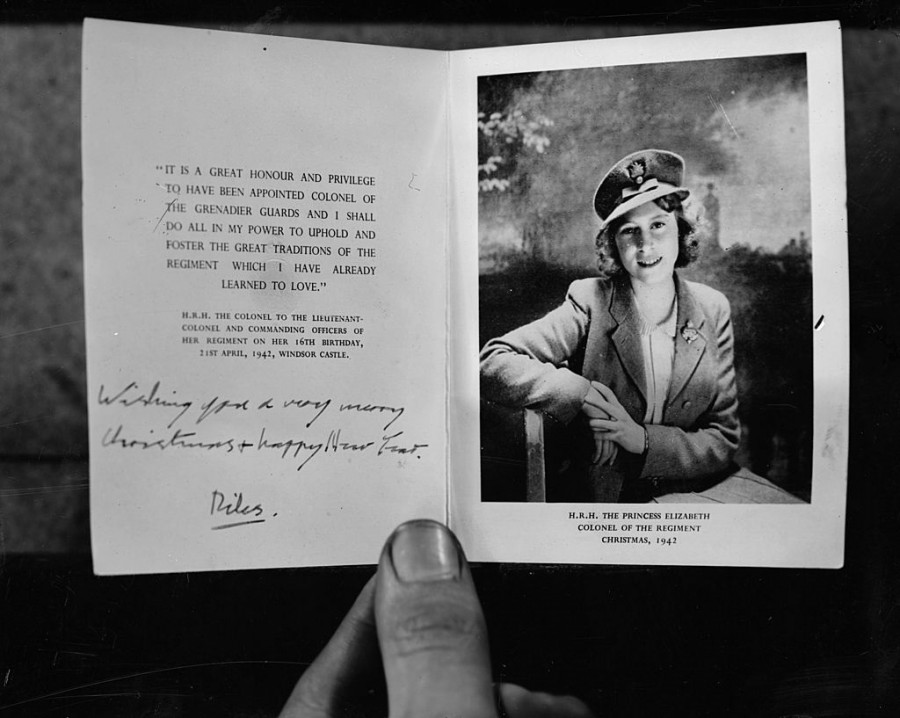 “IT IS A GREAT HONOUR AND PRIVILEGE
TO HAVE BEEN APPOINTED COLONEL OF
THE GRENADIER GUARDS AND I SHALL
DO ALL IN MY POWER TO UPHOLD AND
FOSTER THE GREAT TRADITIONS OF THE
REGIMENT WHICH I HAVE ALREADY
LEARNED TO LOVE.”
H.R.H. THE COLONEL TO THE LIEUTENANT-
COLONEL AND COMMANDING OFFICERS OF
HER REGIMENT ON HER 16TH BIRTHDAY,
21ST APRIL, 1942, WINDSOR CASTLE.
Wishing you a very merry
Christmas & happy New Year.
H.R.H. THE PRINCESS ELIZABETH
COLONEL OF THE REGIMENT
CHRISTMAS, 1942